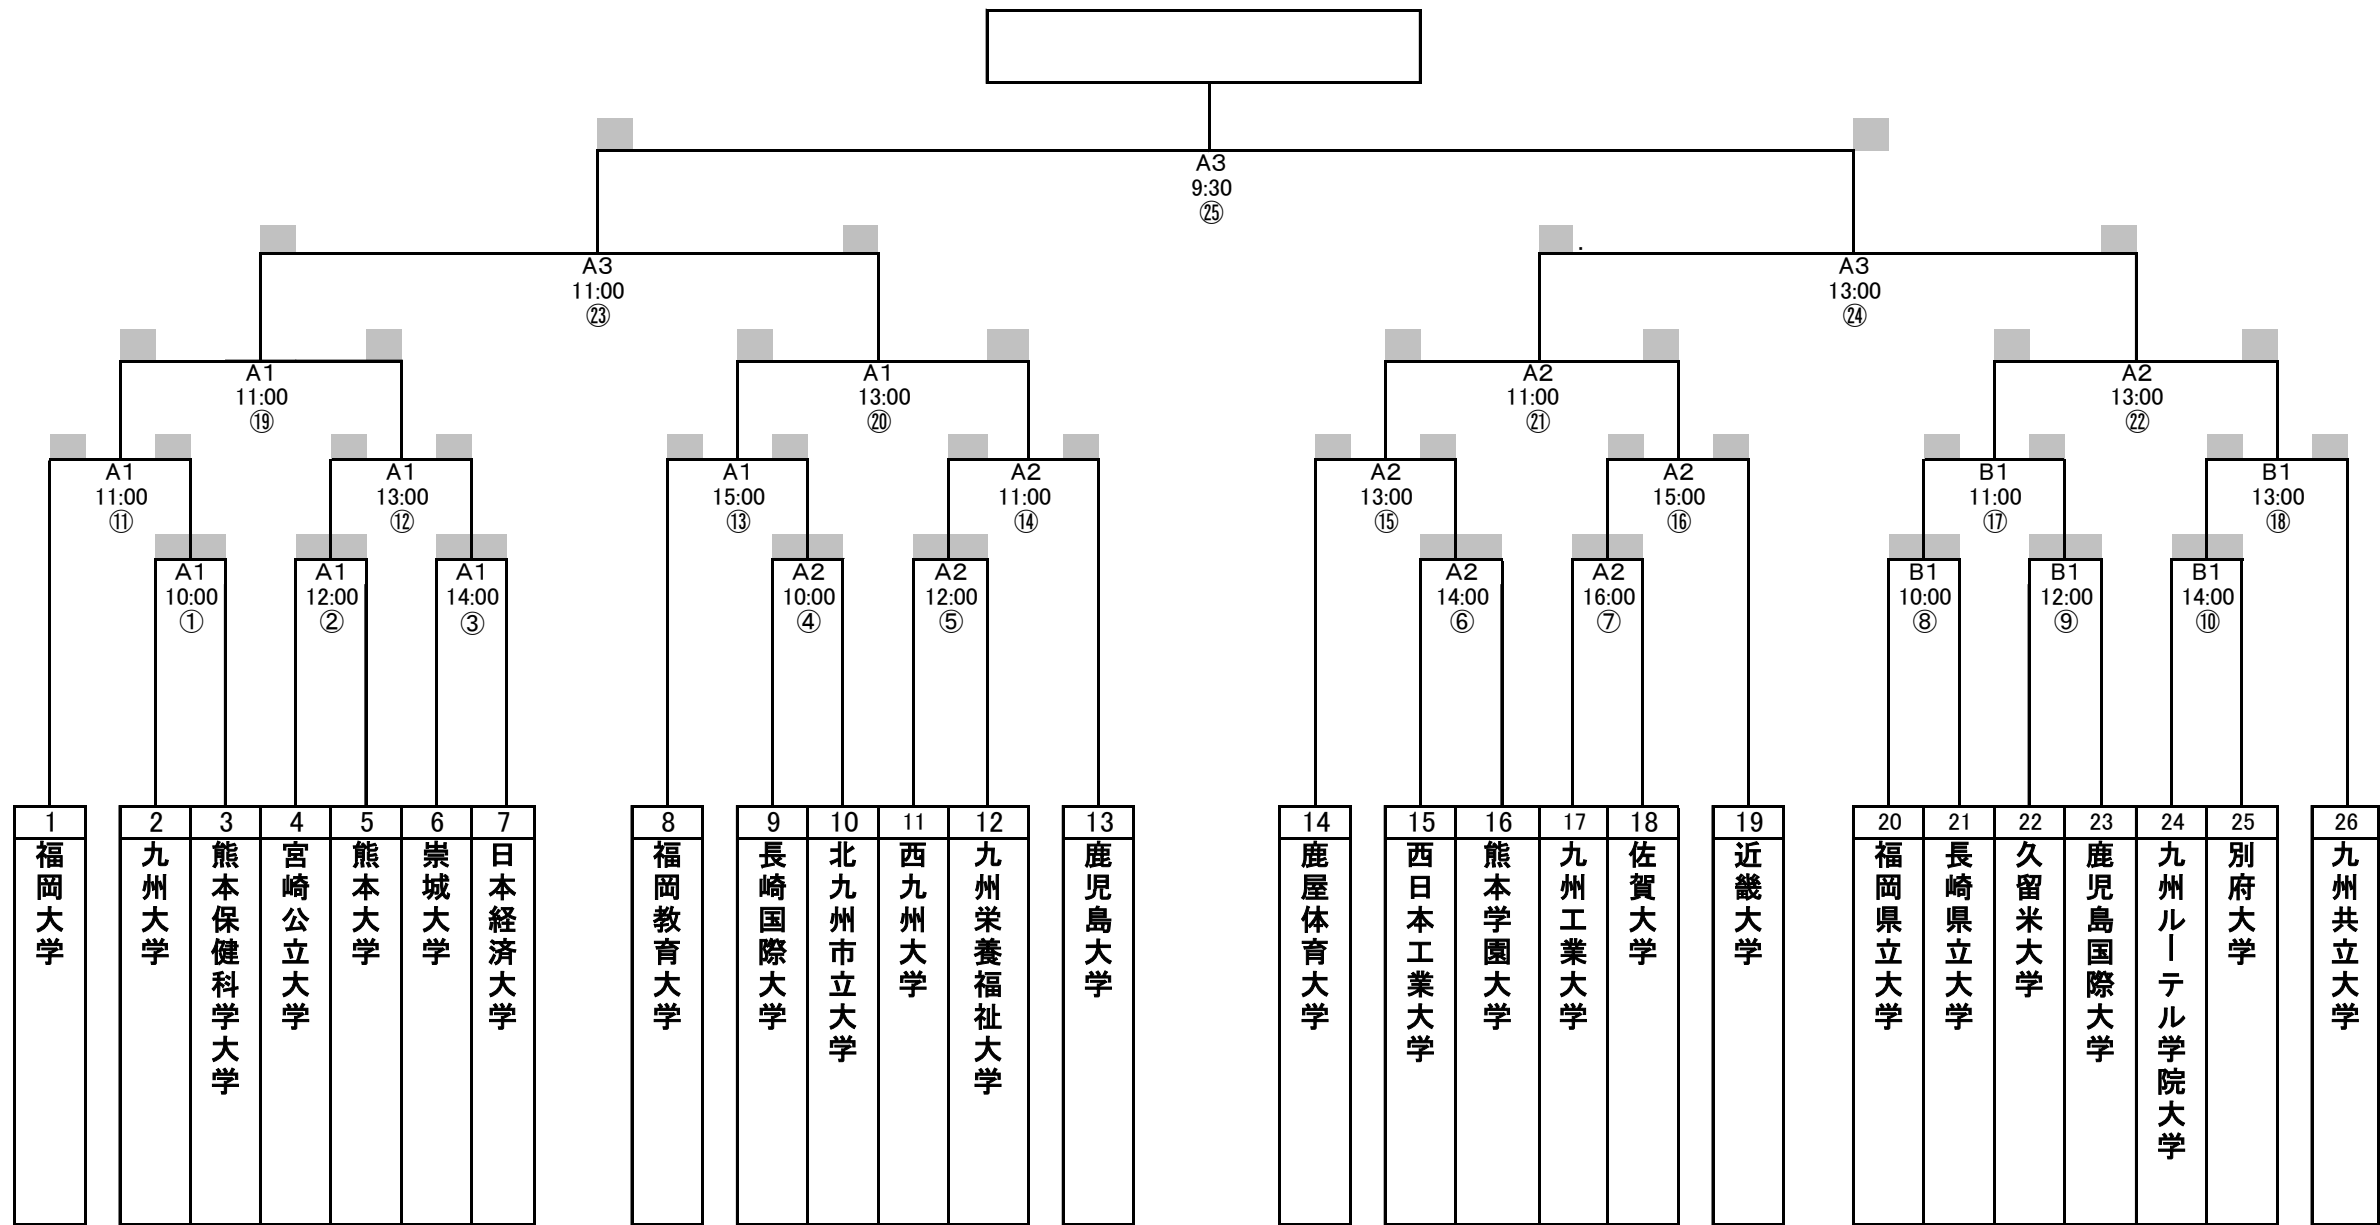 A3
9:30
㉕
A3
11:00
㉓
.
A3
13:00
㉔
A1
11:00
⑲
A1
13:00
⑳
A2
11:00
㉑
A2
13:00
㉒
A1
11:00
⑪
A1
13:00
⑫
A1
15:00
⑬
A2
11:00
⑭
A2
13:00
⑮
A2
15:00
⑯
B1
11:00
⑰
B1
13:00
⑱
A1
10:00
①
A1
12:00
②
A1
14:00
③
A2
10:00
④
A2
12:00
⑤
A2
14:00
⑥
A2
16:00
⑦
B1
10:00
⑧
B1
12:00
⑨
B1
14:00
⑩
1
福岡大学
2
九州大学
3
熊本保健科学大学
4
宮崎公立大学
5
熊本大学
6
崇城大学
7
日本経済大学
8
福岡教育大学
9
長崎国際大学
10
北九州市立大学
11
西九州大学
12
九州栄養福祉大学
13
鹿児島大学
14
鹿屋体育大学
15
西日本工業大学
16
熊本学園大学
17
九州工業大学
18
佐賀大学
19
近畿大学
20
福岡県立大学
21
長崎県立大学
22
久留米大学
23
鹿児島国際大学
24
九州ルーテル学院大学
25
別府大学
26
九州共立大学